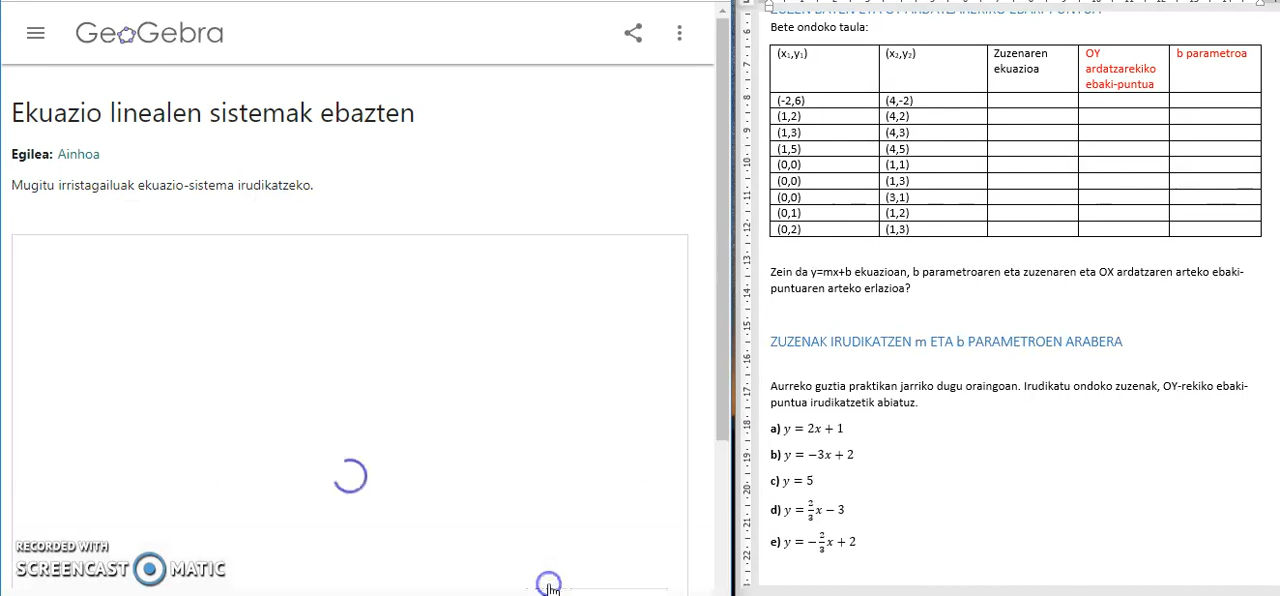 GeoGebra
Ekuazio linealen sistemak ebazten
Egilea: Ainhoa
Mugitu irristagailuak ekuazio-sistema irudikatzeko.
RECORDED WITH
SCREENCAST MATIC
Bete ondoko taula:
(x₁,y₁) (x₂,y₂) Zuzenaren ekuazioa OY ardatzarekiko ebaki-puntua b parametroa
(-2,6) (4,-2)
(1,2) (4,2)
(1,3) (4,3)
(1,5) (4,5)
(0,0) (1,1)
(0,0) (1,3)
(0,0) (3,1)
(0,1) (1,2)
(0,2) (1,3)
Zein da y=mx+b ekuazioan, b parametroaren eta zuzenaren eta OX ardatzaren arteko ebaki-
puntuaren arteko erlazioa?
ZUZENAK IRUDIKATZEN m ETA b PARAMETROEN ARABERA
Aurreko guztia praktikan jarriko dugu oraingoan. Irudikatu ondoko zuzenak, OY-rekiko ebaki-
puntua irudikatzetik abiatuz.
a) y = 2x + 1
b) y = −3x + 2
c) y = 5
d) y = 2/3 x − 3
e) y = −2/3 x + 2